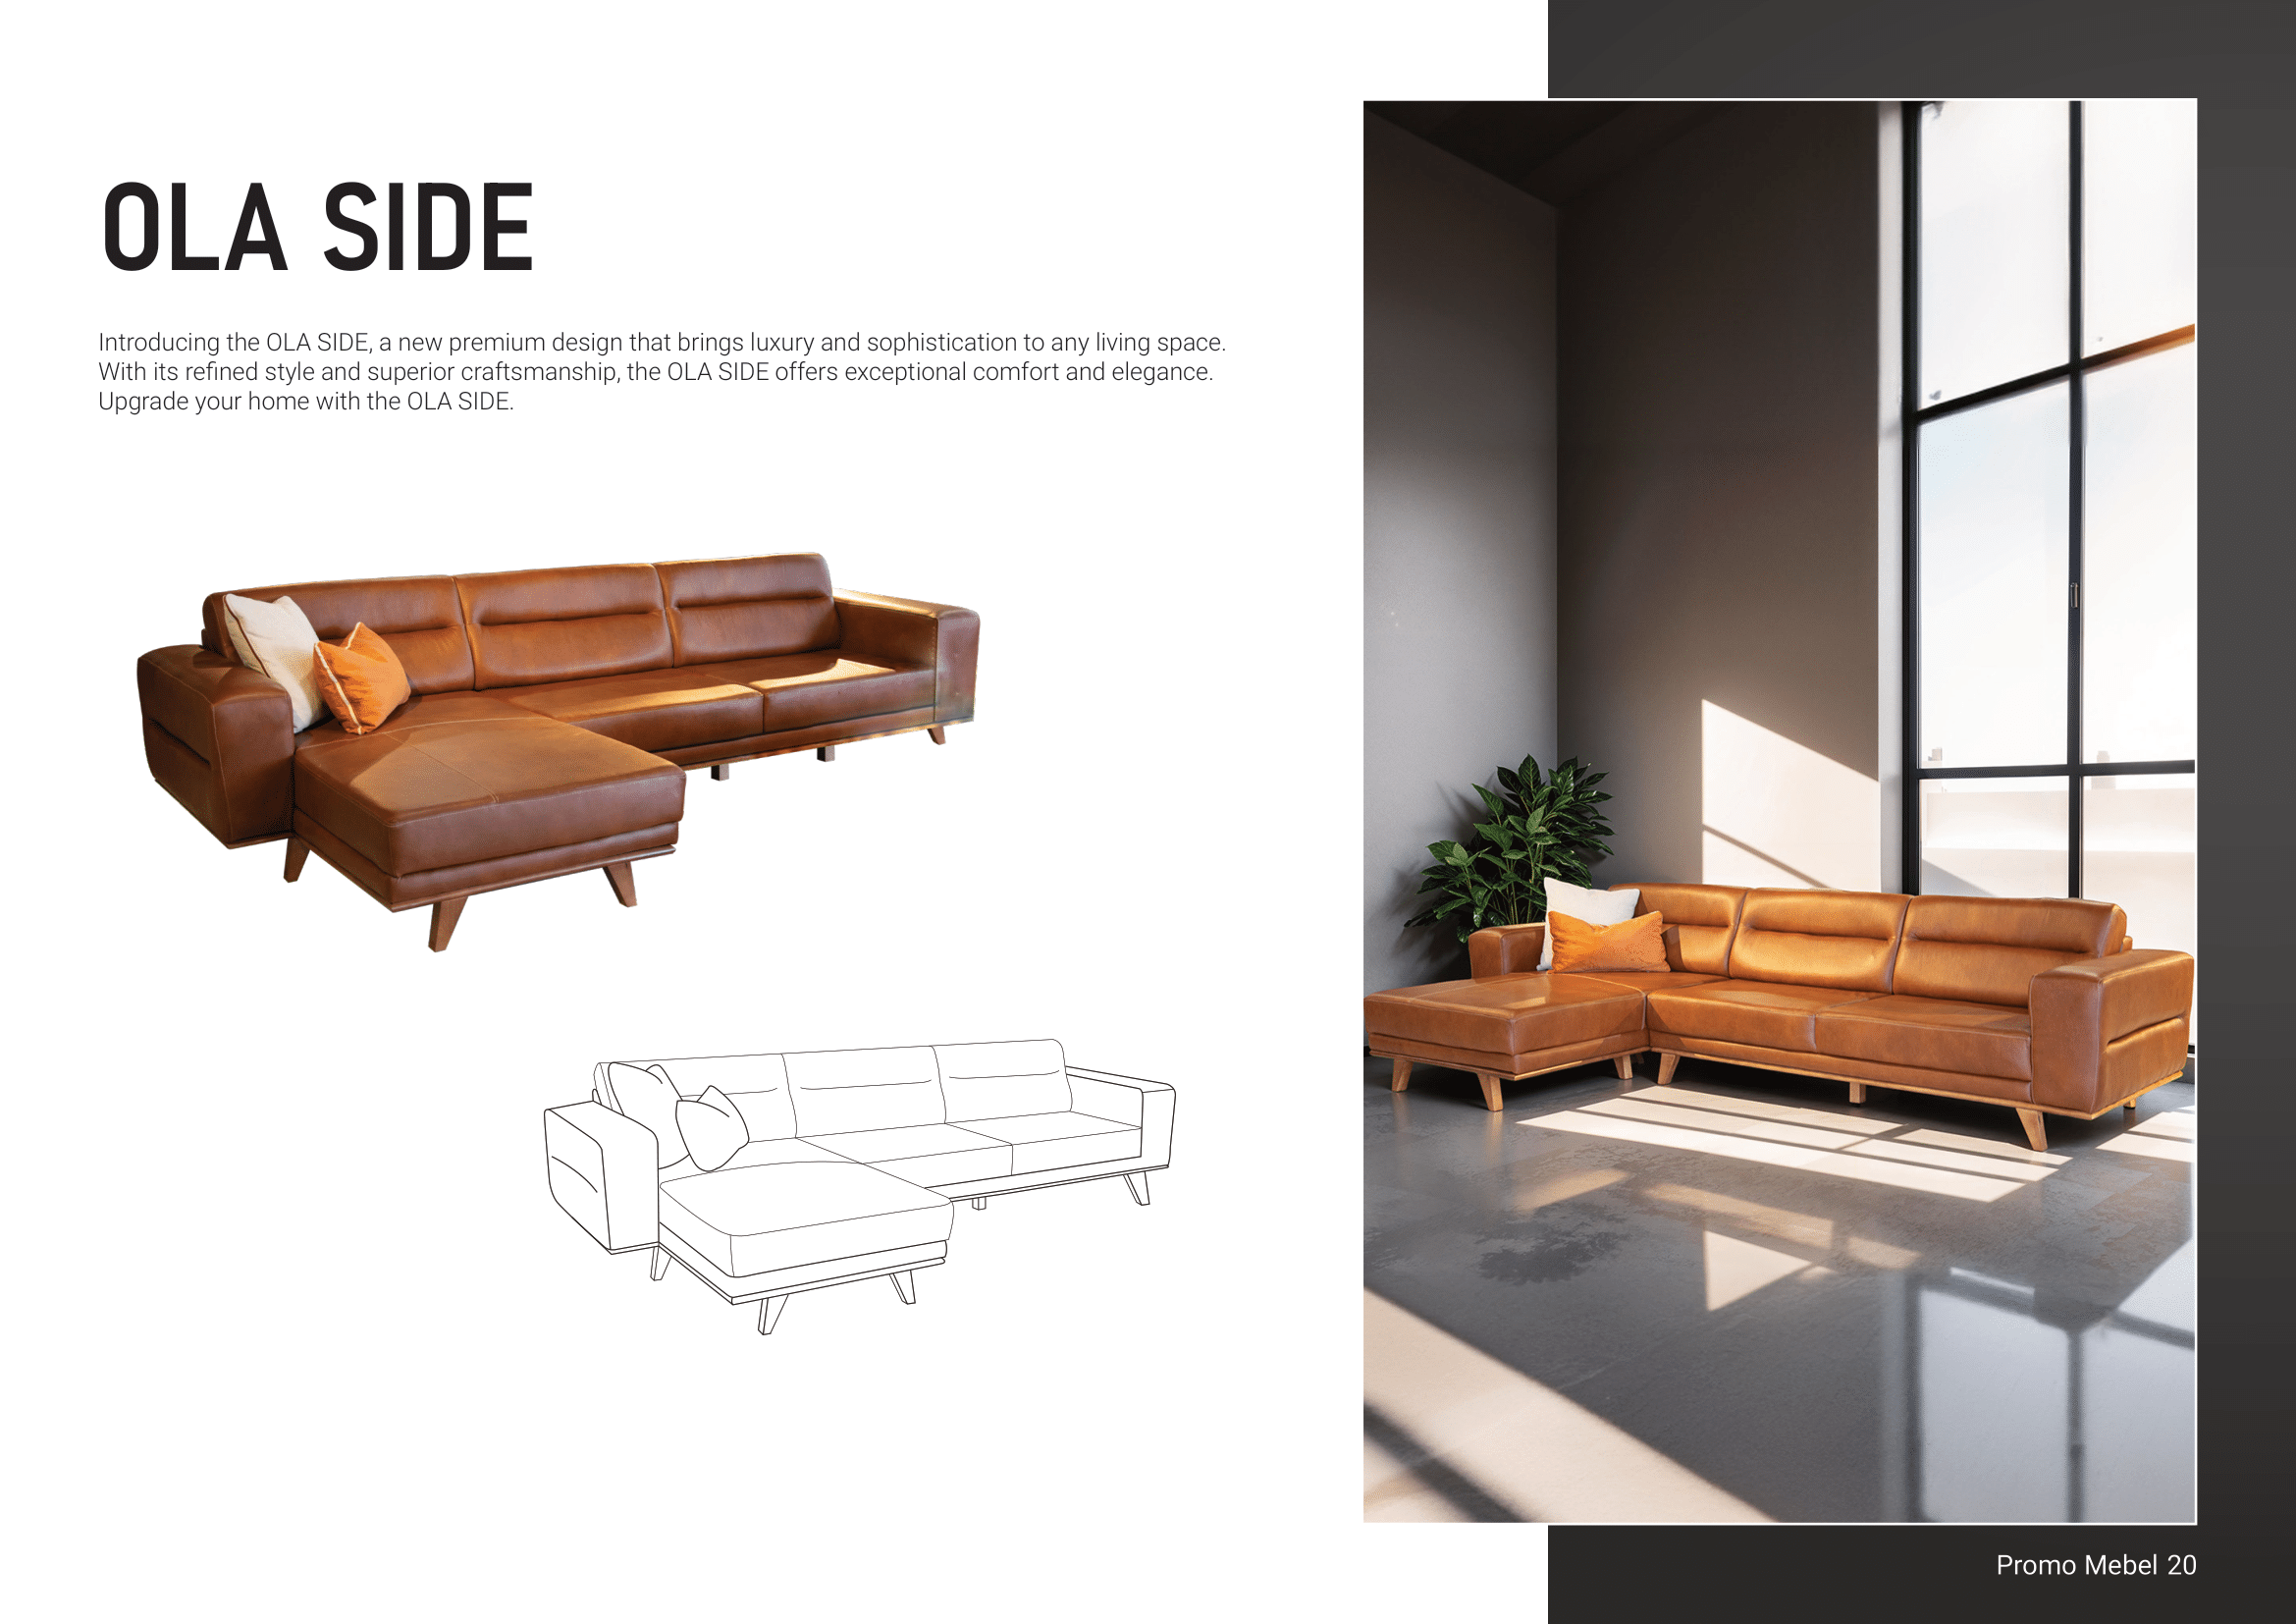 OLA SIDE
Introducing the OLA SIDE, a new premium design that brings luxury and sophistication to any living space.
With its refined style and superior craftsmanship, the OLA SIDE offers exceptional comfort and elegance.
Upgrade your home with the OLA SIDE.
Promo Mebel 20